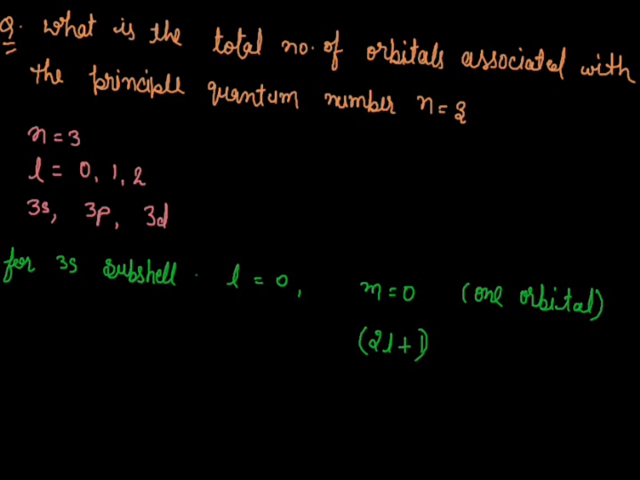 Q. What is the total no. of orbitals associated with
the principle quantum number n = 3
n = 3
l = 0, 1, 2
3s, 3p, 3d
for 3s subshell. l = 0, m = 0 (one orbital)
(2l+1)